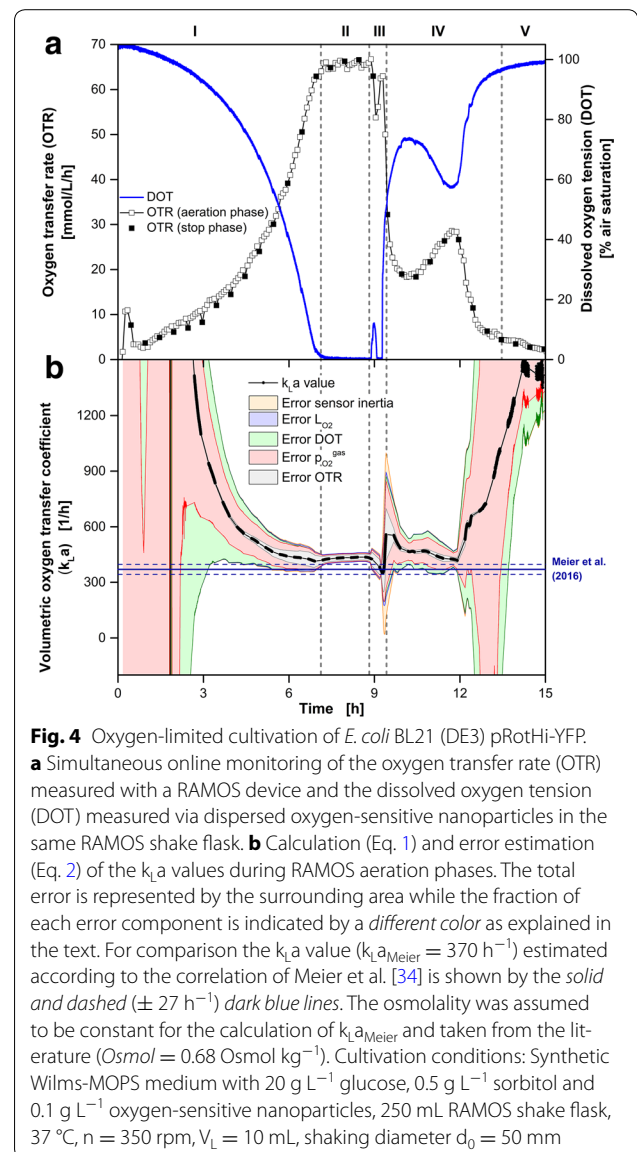 I II III IV V
a
70
60
50
40
30
20
10
0
Oxygen transfer rate (OTR)
[mmol/L/h]
DOT
OTR (aeration phase)
OTR (stop phase)
100
80
60
40
20
0
Dissolved oxygen tension (DOT)
[% air saturation]
b
1200
900
600
300
0
Volumetric oxygen transfer coefficient
(kLa) [1/h]
kLa value
Error sensor inertia
Error LO2
Error DOT
Error pO2gas
Error OTR
Meier et al.
(2016)
0 3 6 9 12 15
Time [h]
Fig. 4 Oxygen-limited cultivation of E. coli BL21 (DE3) pRotHi-YFP.
a Simultaneous online monitoring of the oxygen transfer rate (OTR)
measured with a RAMOS device and the dissolved oxygen tension
(DOT) measured via dispersed oxygen-sensitive nanoparticles in the
same RAMOS shake flask. b Calculation (Eq. 1) and error estimation
(Eq. 2) of the kLa values during RAMOS aeration phases. The total
error is represented by the surrounding area while the fraction of
each error component is indicated by a different color as explained in
the text. For comparison the kLa value (kLaMeier = 370 h−1) estimated
according to the correlation of Meier et al. [34] is shown by the solid
and dashed (± 27 h−1) dark blue lines. The osmolality was assumed
to be constant for the calculation of kLaMeier and taken from the lit-
erature (Osmol = 0.68 Osmol kg−1). Cultivation conditions: Synthetic
Wilms-MOPS medium with 20 g L−1 glucose, 0.5 g L−1 sorbitol and
0.1 g L−1 oxygen-sensitive nanoparticles, 250 mL RAMOS shake flask,
37 °C, n = 350 rpm, VL = 10 mL, shaking diameter d0 = 50 mm